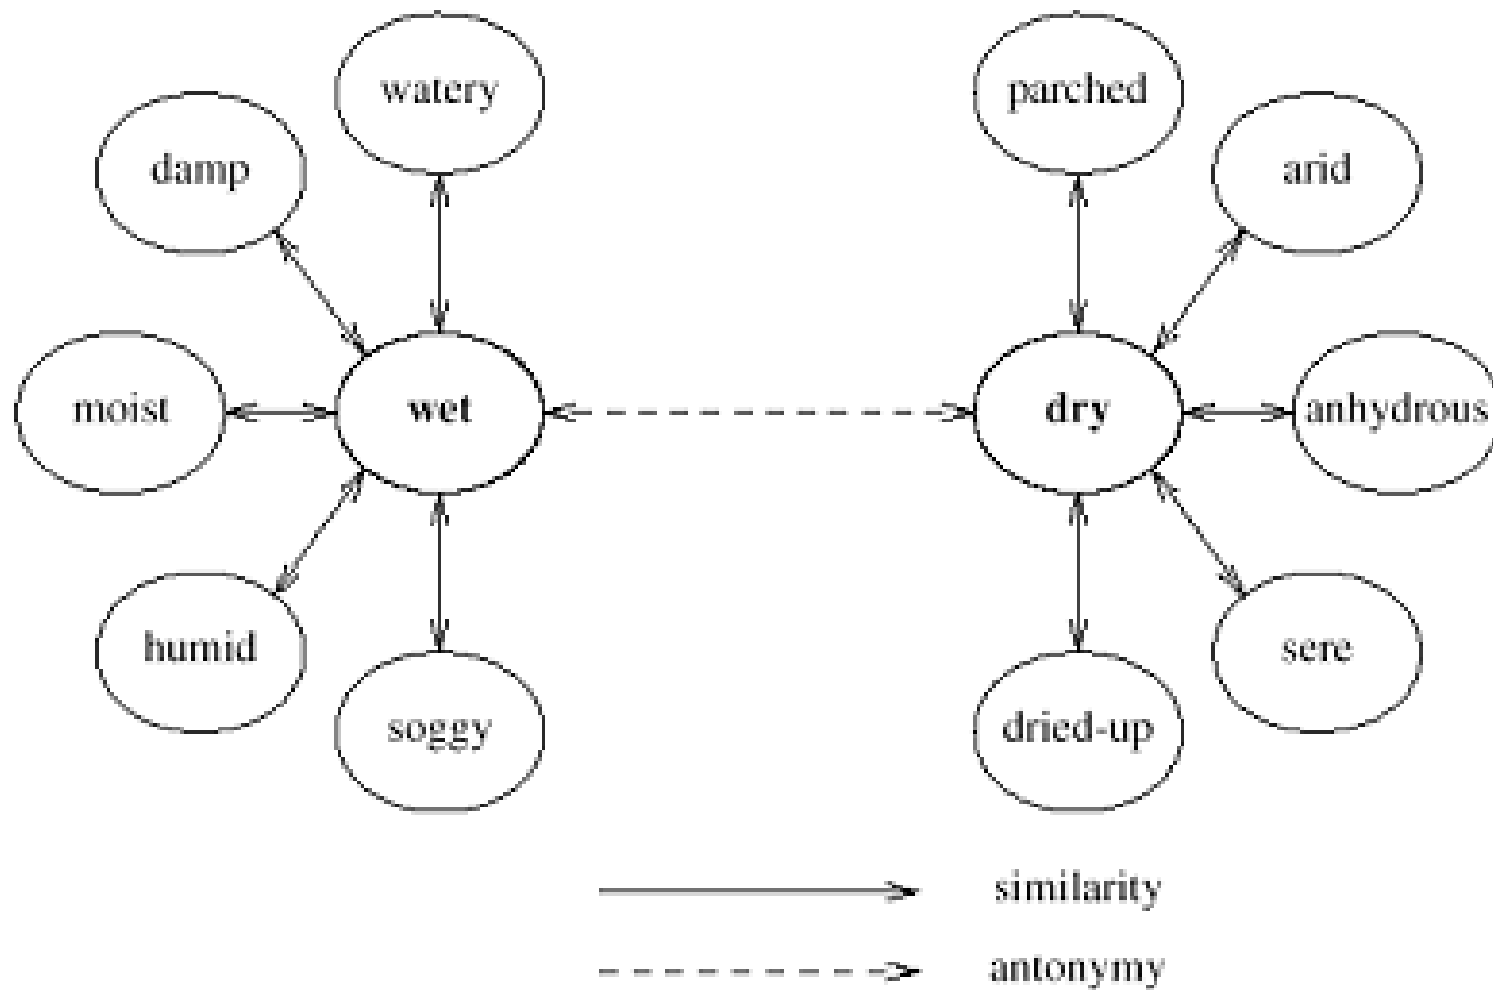 watery
parched
damp
arid
moist
wet
dry
anhydrous
humid
sere
soggy
dried-up
similarity
antonymy